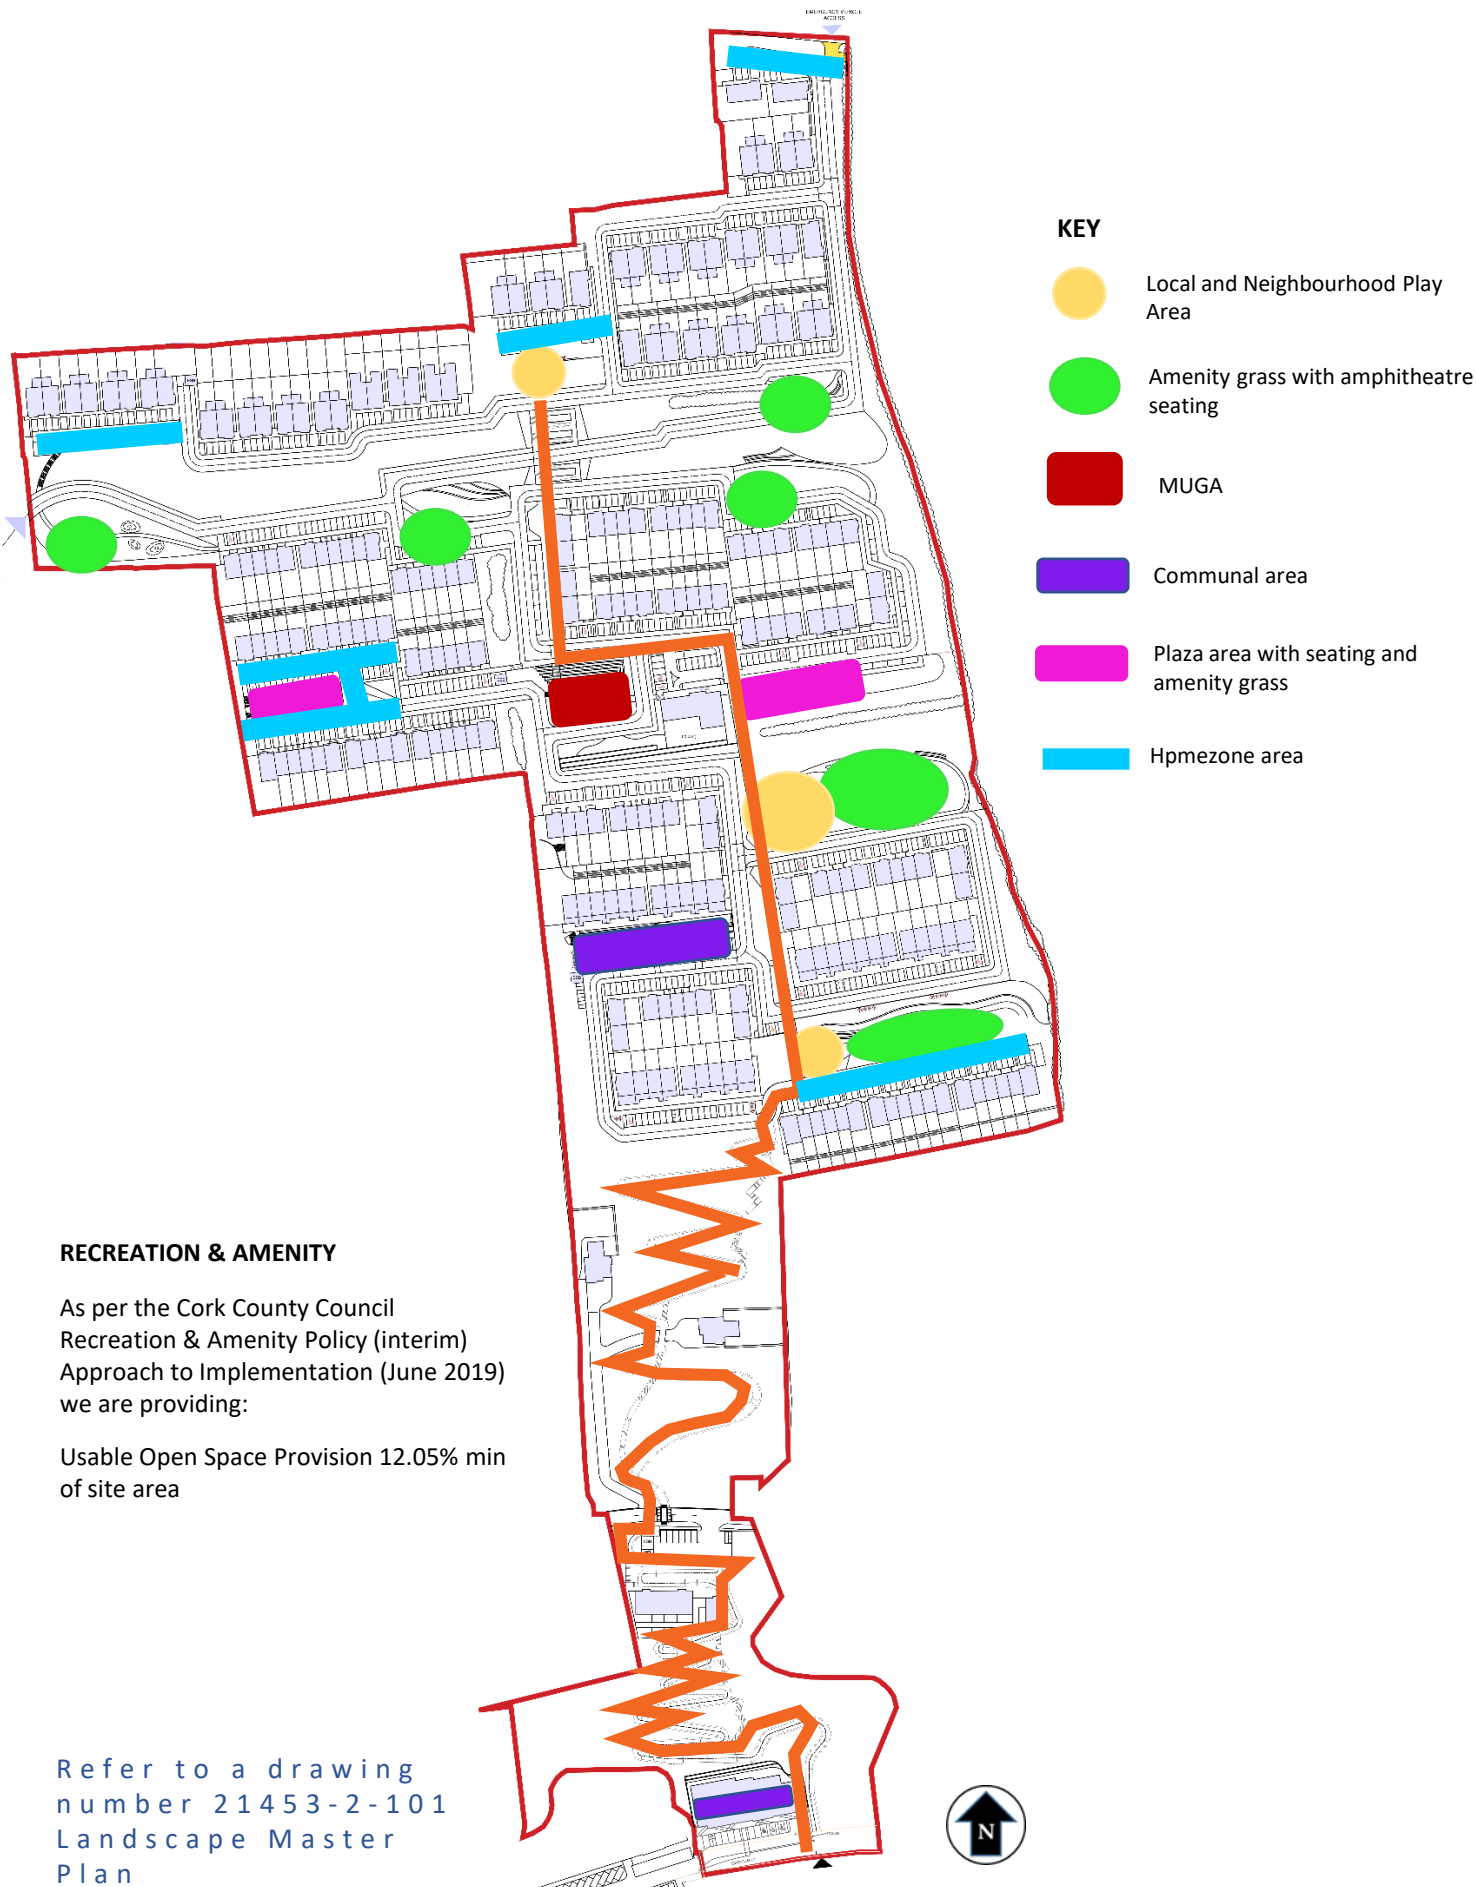 EMERGENCY VEHICLE
ACCESS
KEY
Local and Neighbourhood Play
Area
Amenity grass with amphitheatre
seating
MUGA
Communal area
Plaza area with seating and
amenity grass
Hpmezone area
RECREATION & AMENITY
As per the Cork County Council
Recreation & Amenity Policy (interim)
Approach to Implementation (June 2019)
we are providing:
Usable Open Space Provision 12.05% min
of site area
Refer to a drawing
number 21453-2-101
Landscape Master
Plan
N